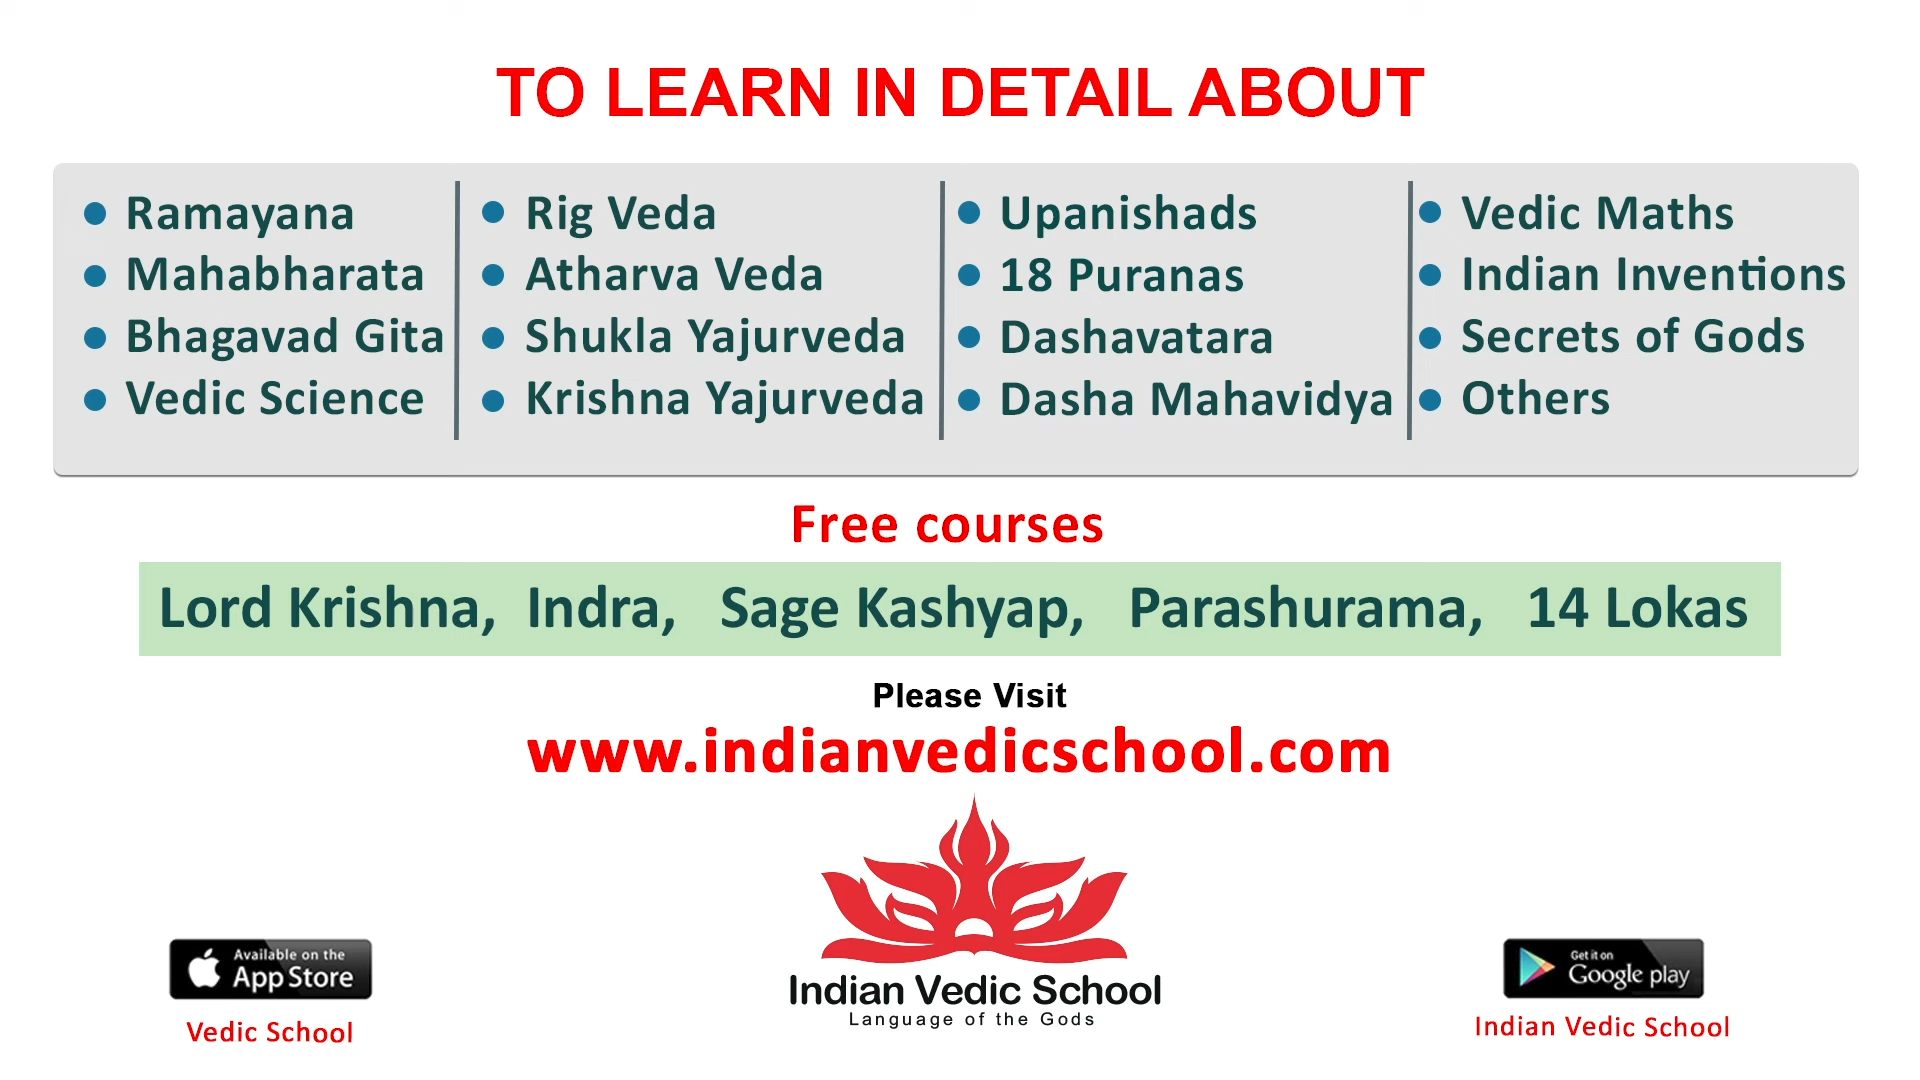 TO LEARN IN DETAIL ABOUT
Ramayana
Mahabharata
Bhagavad Gita
Vedic Science
Rig Veda
Atharva Veda
Shukla Yajurveda
Krishna Yajurveda
Upanishads
18 Puranas
Dashavatara
Dasha Mahavidya
Vedic Maths
Indian Inventions
Secrets of Gods
Others
Free courses
Lord Krishna, Indra, Sage Kashyap, Parashurama, 14 Lokas
Please Visit
www.indianvedicschool.com
Indian Vedic School
Language of the Gods
Available on the
App Store
Vedic School
Get it on
Google play
Indian Vedic School